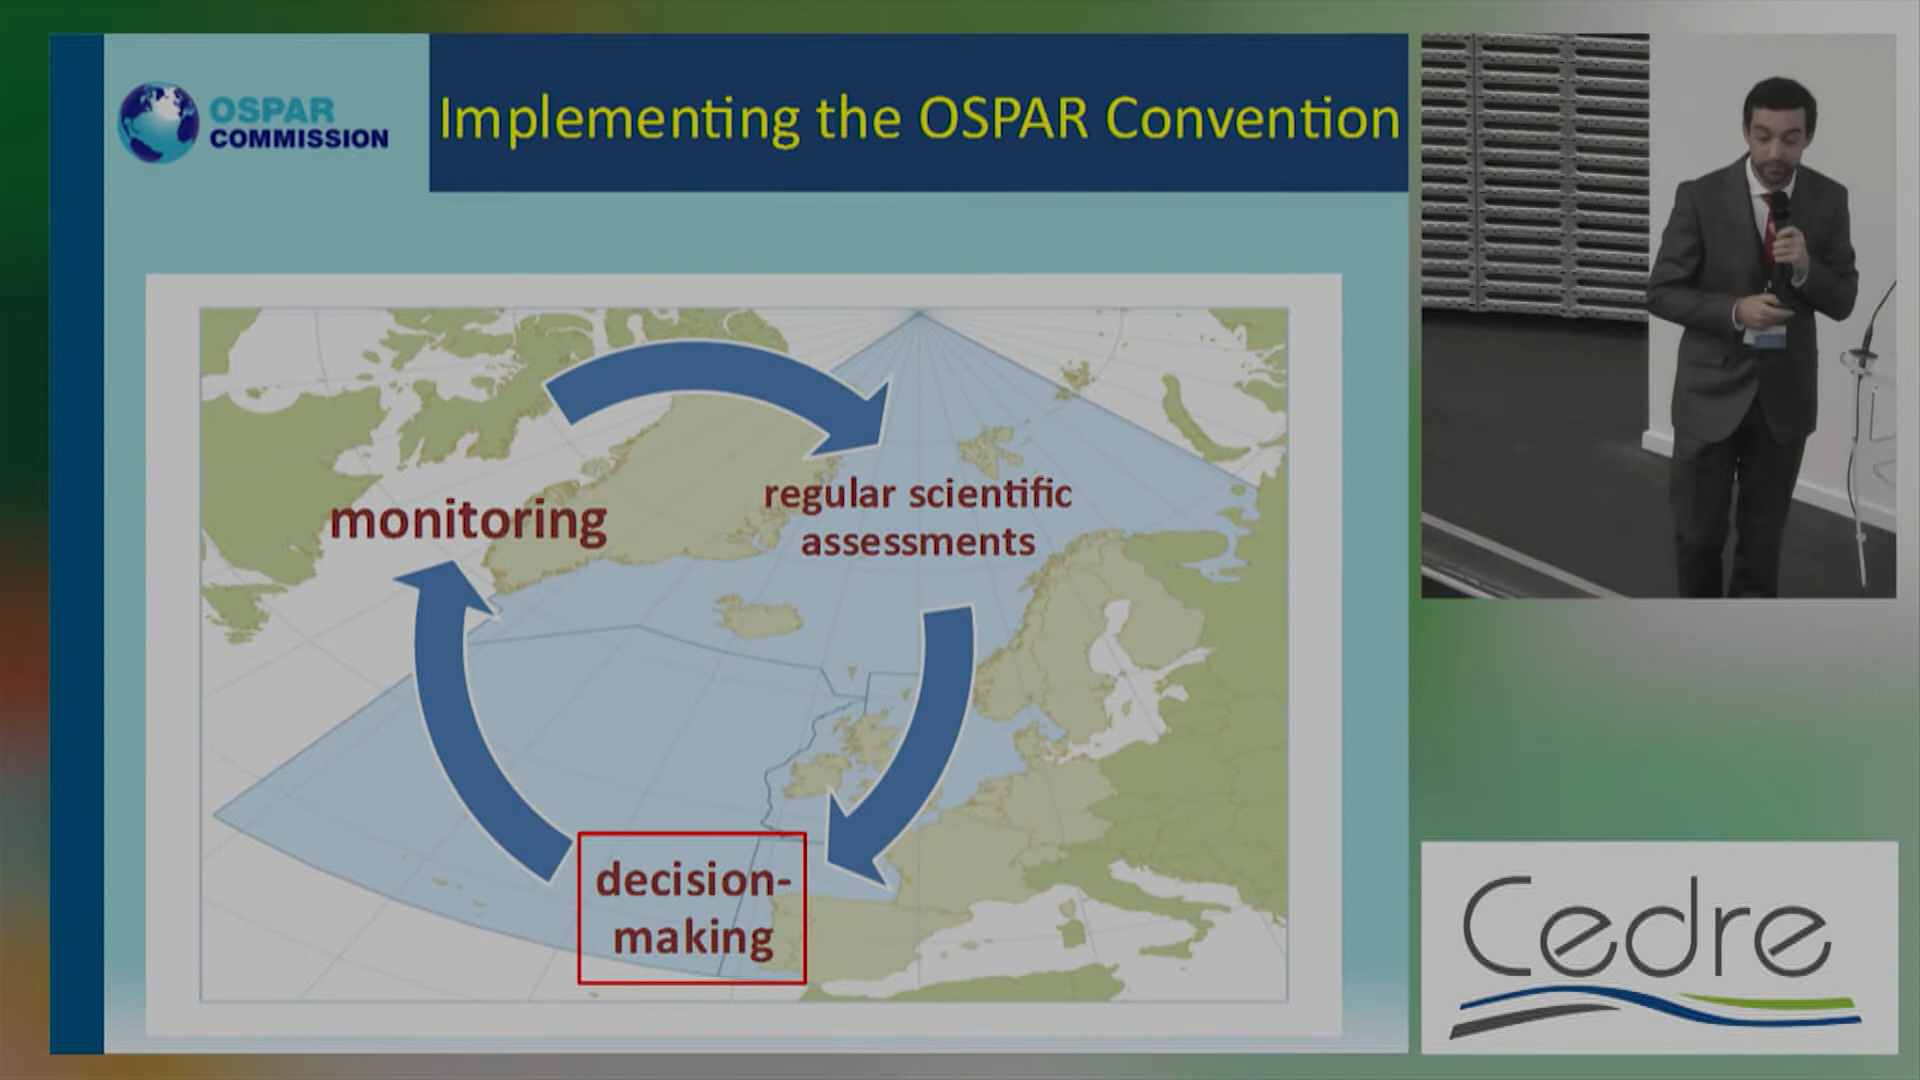 OSPAR
COMMISSION
Implementing the OSPAR Convention
monitoring
regular scientific
assessments
decision-
making
Cedre